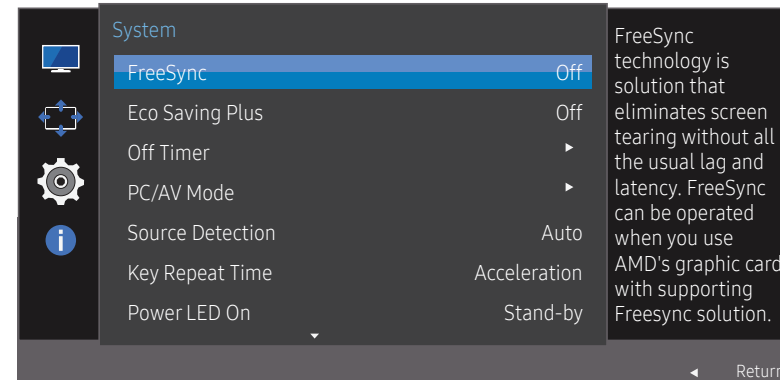 System
FreeSync Off
Eco Saving Plus Off
Off Timer
PC/AV Mode
Source Detection Auto
Key Repeat Time Acceleration
Power LED On Stand-by
FreeSync
technology is
solution that
eliminates screen
tearing without all
the usual lag and
latency. FreeSync
can be operated
when you use
AMD's graphic card
with supporting
Freesync solution.
Return